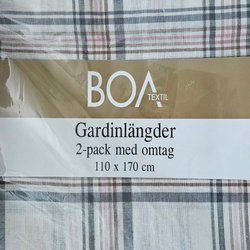 BOA
TEXTIL
Gardinlängder
2-pack med omtag
110 x 170 cm